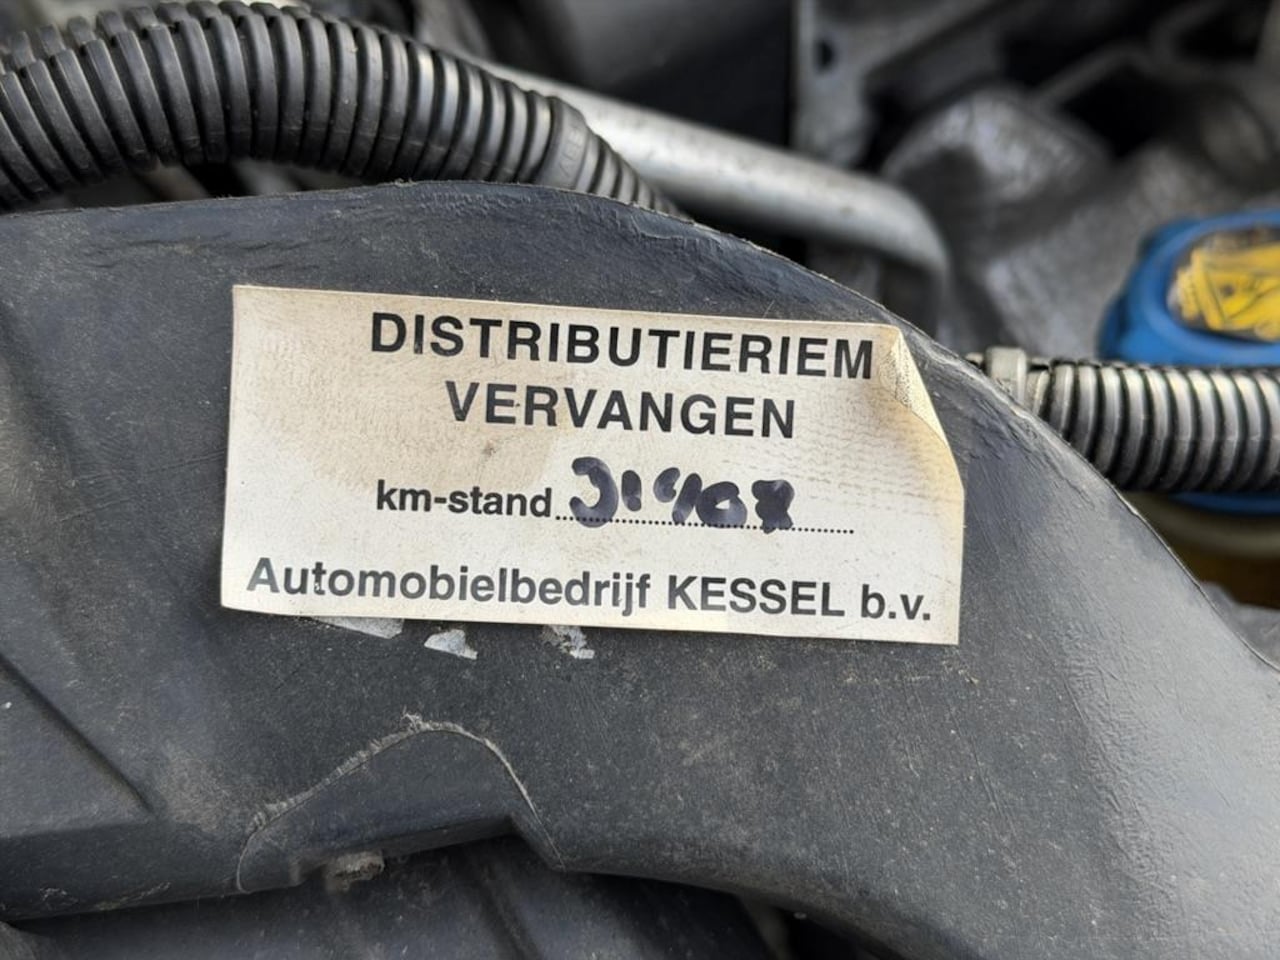 DISTRIBUTIERIEM
VERVANGEN
km-stand
Automobielbedrijf KESSEL b.v.